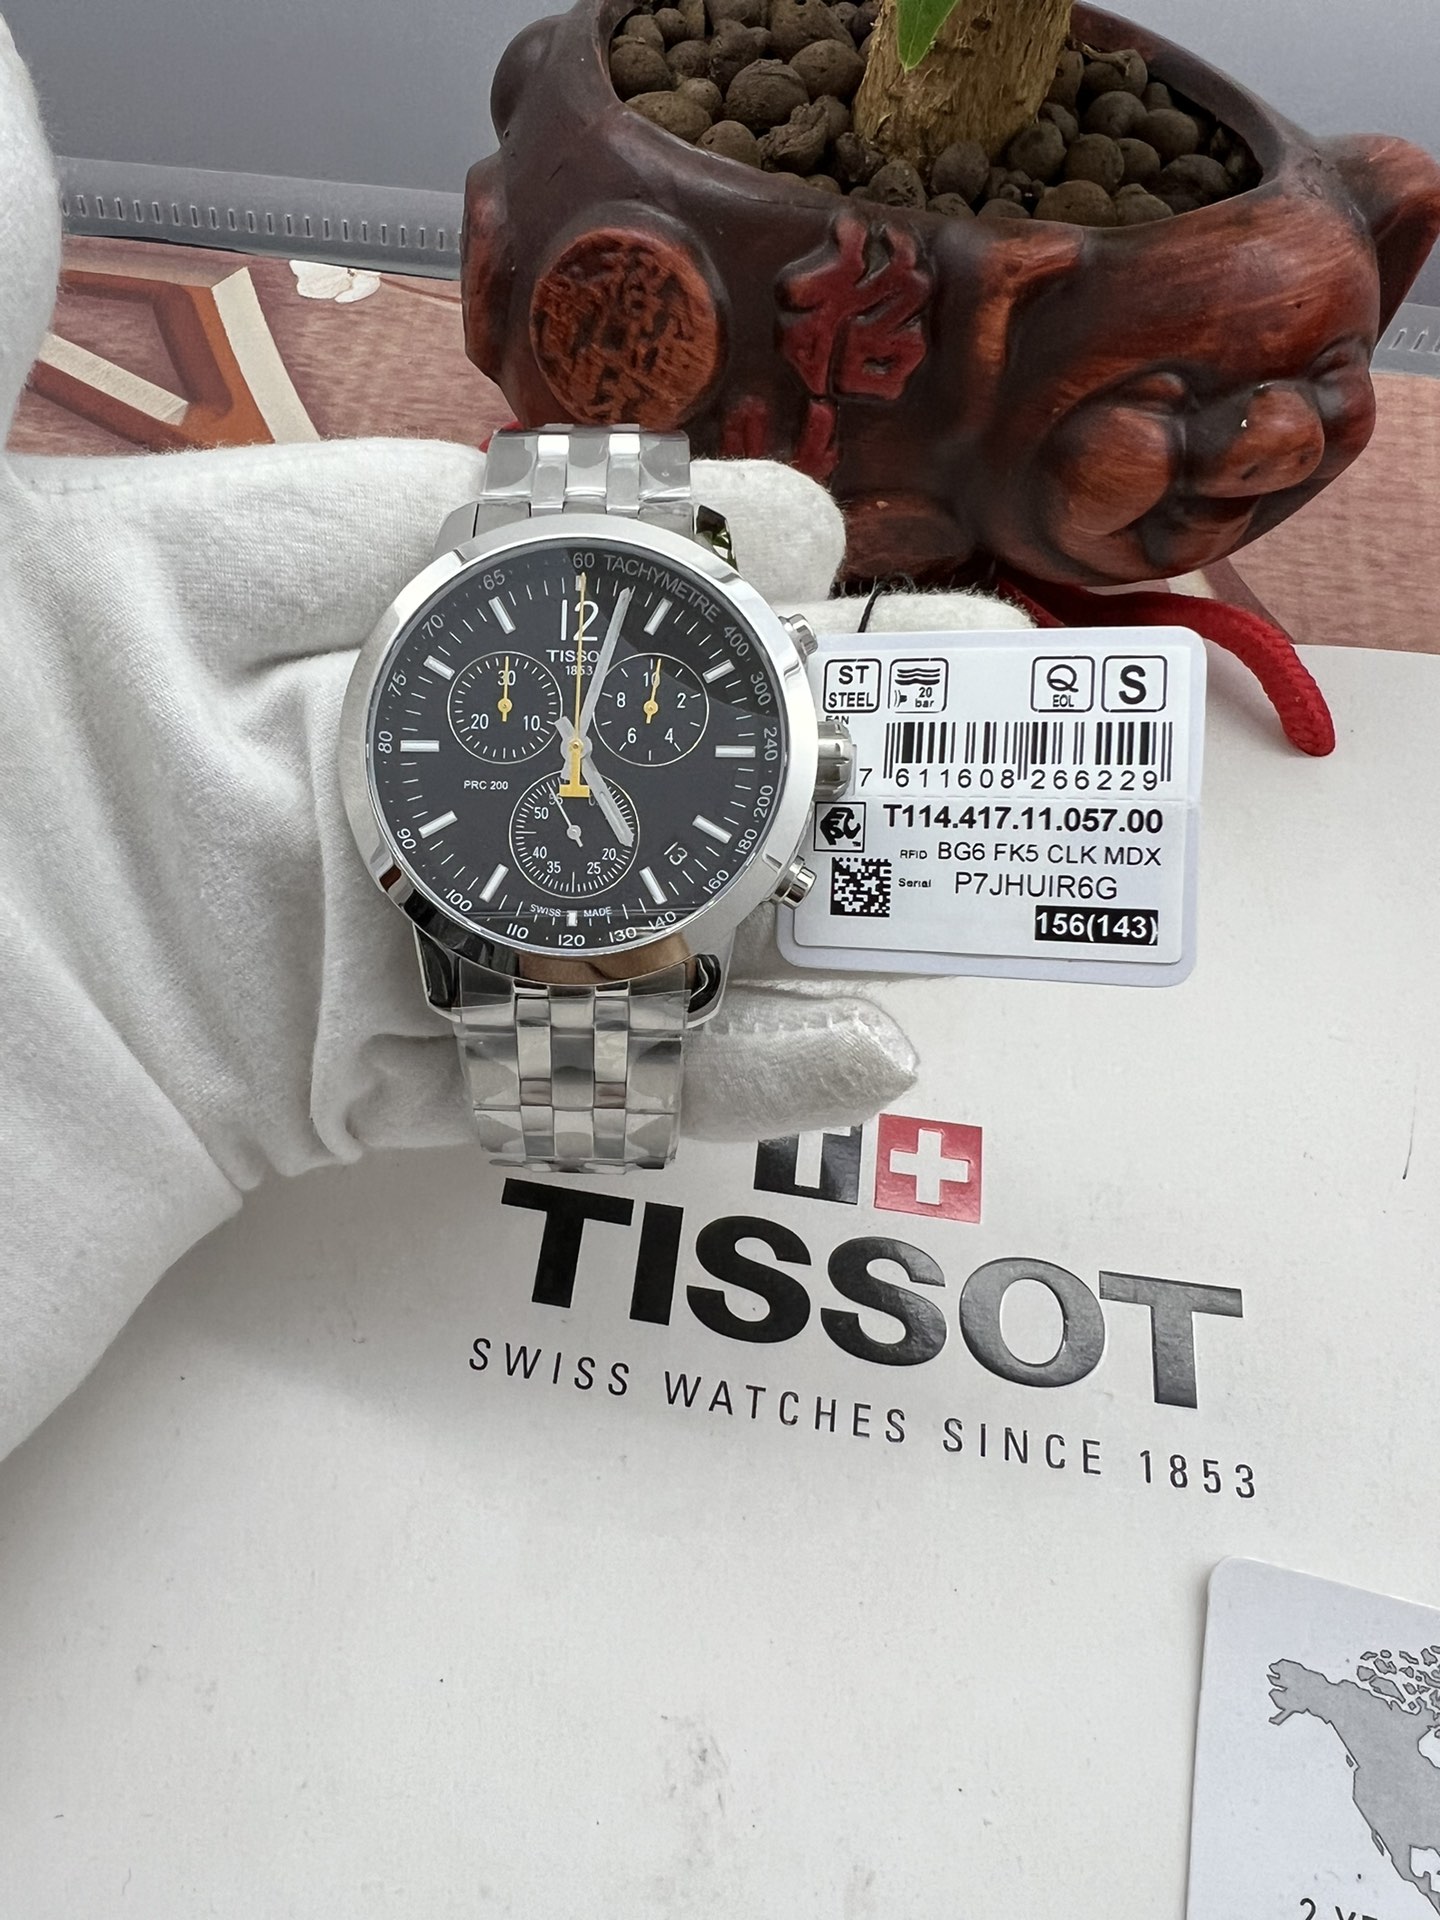 60 TACHYMETRE 400 300 240 200 180 160 140 130 120 110 100 90 80 75 70 65
12
TISSOT
1853
30
20 10
10
8 2
6 4
PRC 200
50
40
35
25
20
3
SWISS MADE
ST
STEEL
20
bar
Q
EOL
S
EAN
7 611608 266229
T114.417.11.057.00
RFID BG6 FK5 CLK MDX
Serial P7JHUIR6G
156(143)
T+
TISSOT
SWISS WATCHES SINCE 1853